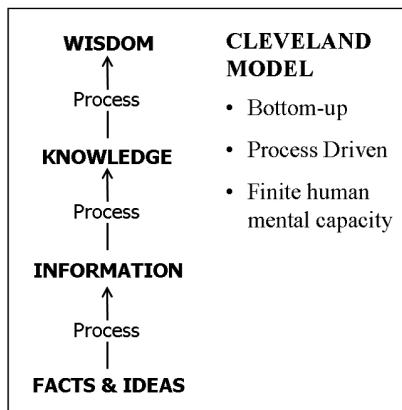 WISDOM
Process
KNOWLEDGE
Process
INFORMATION
Process
FACTS & IDEAS
CLEVELAND
MODEL
• Bottom-up
• Process Driven
• Finite human
mental capacity